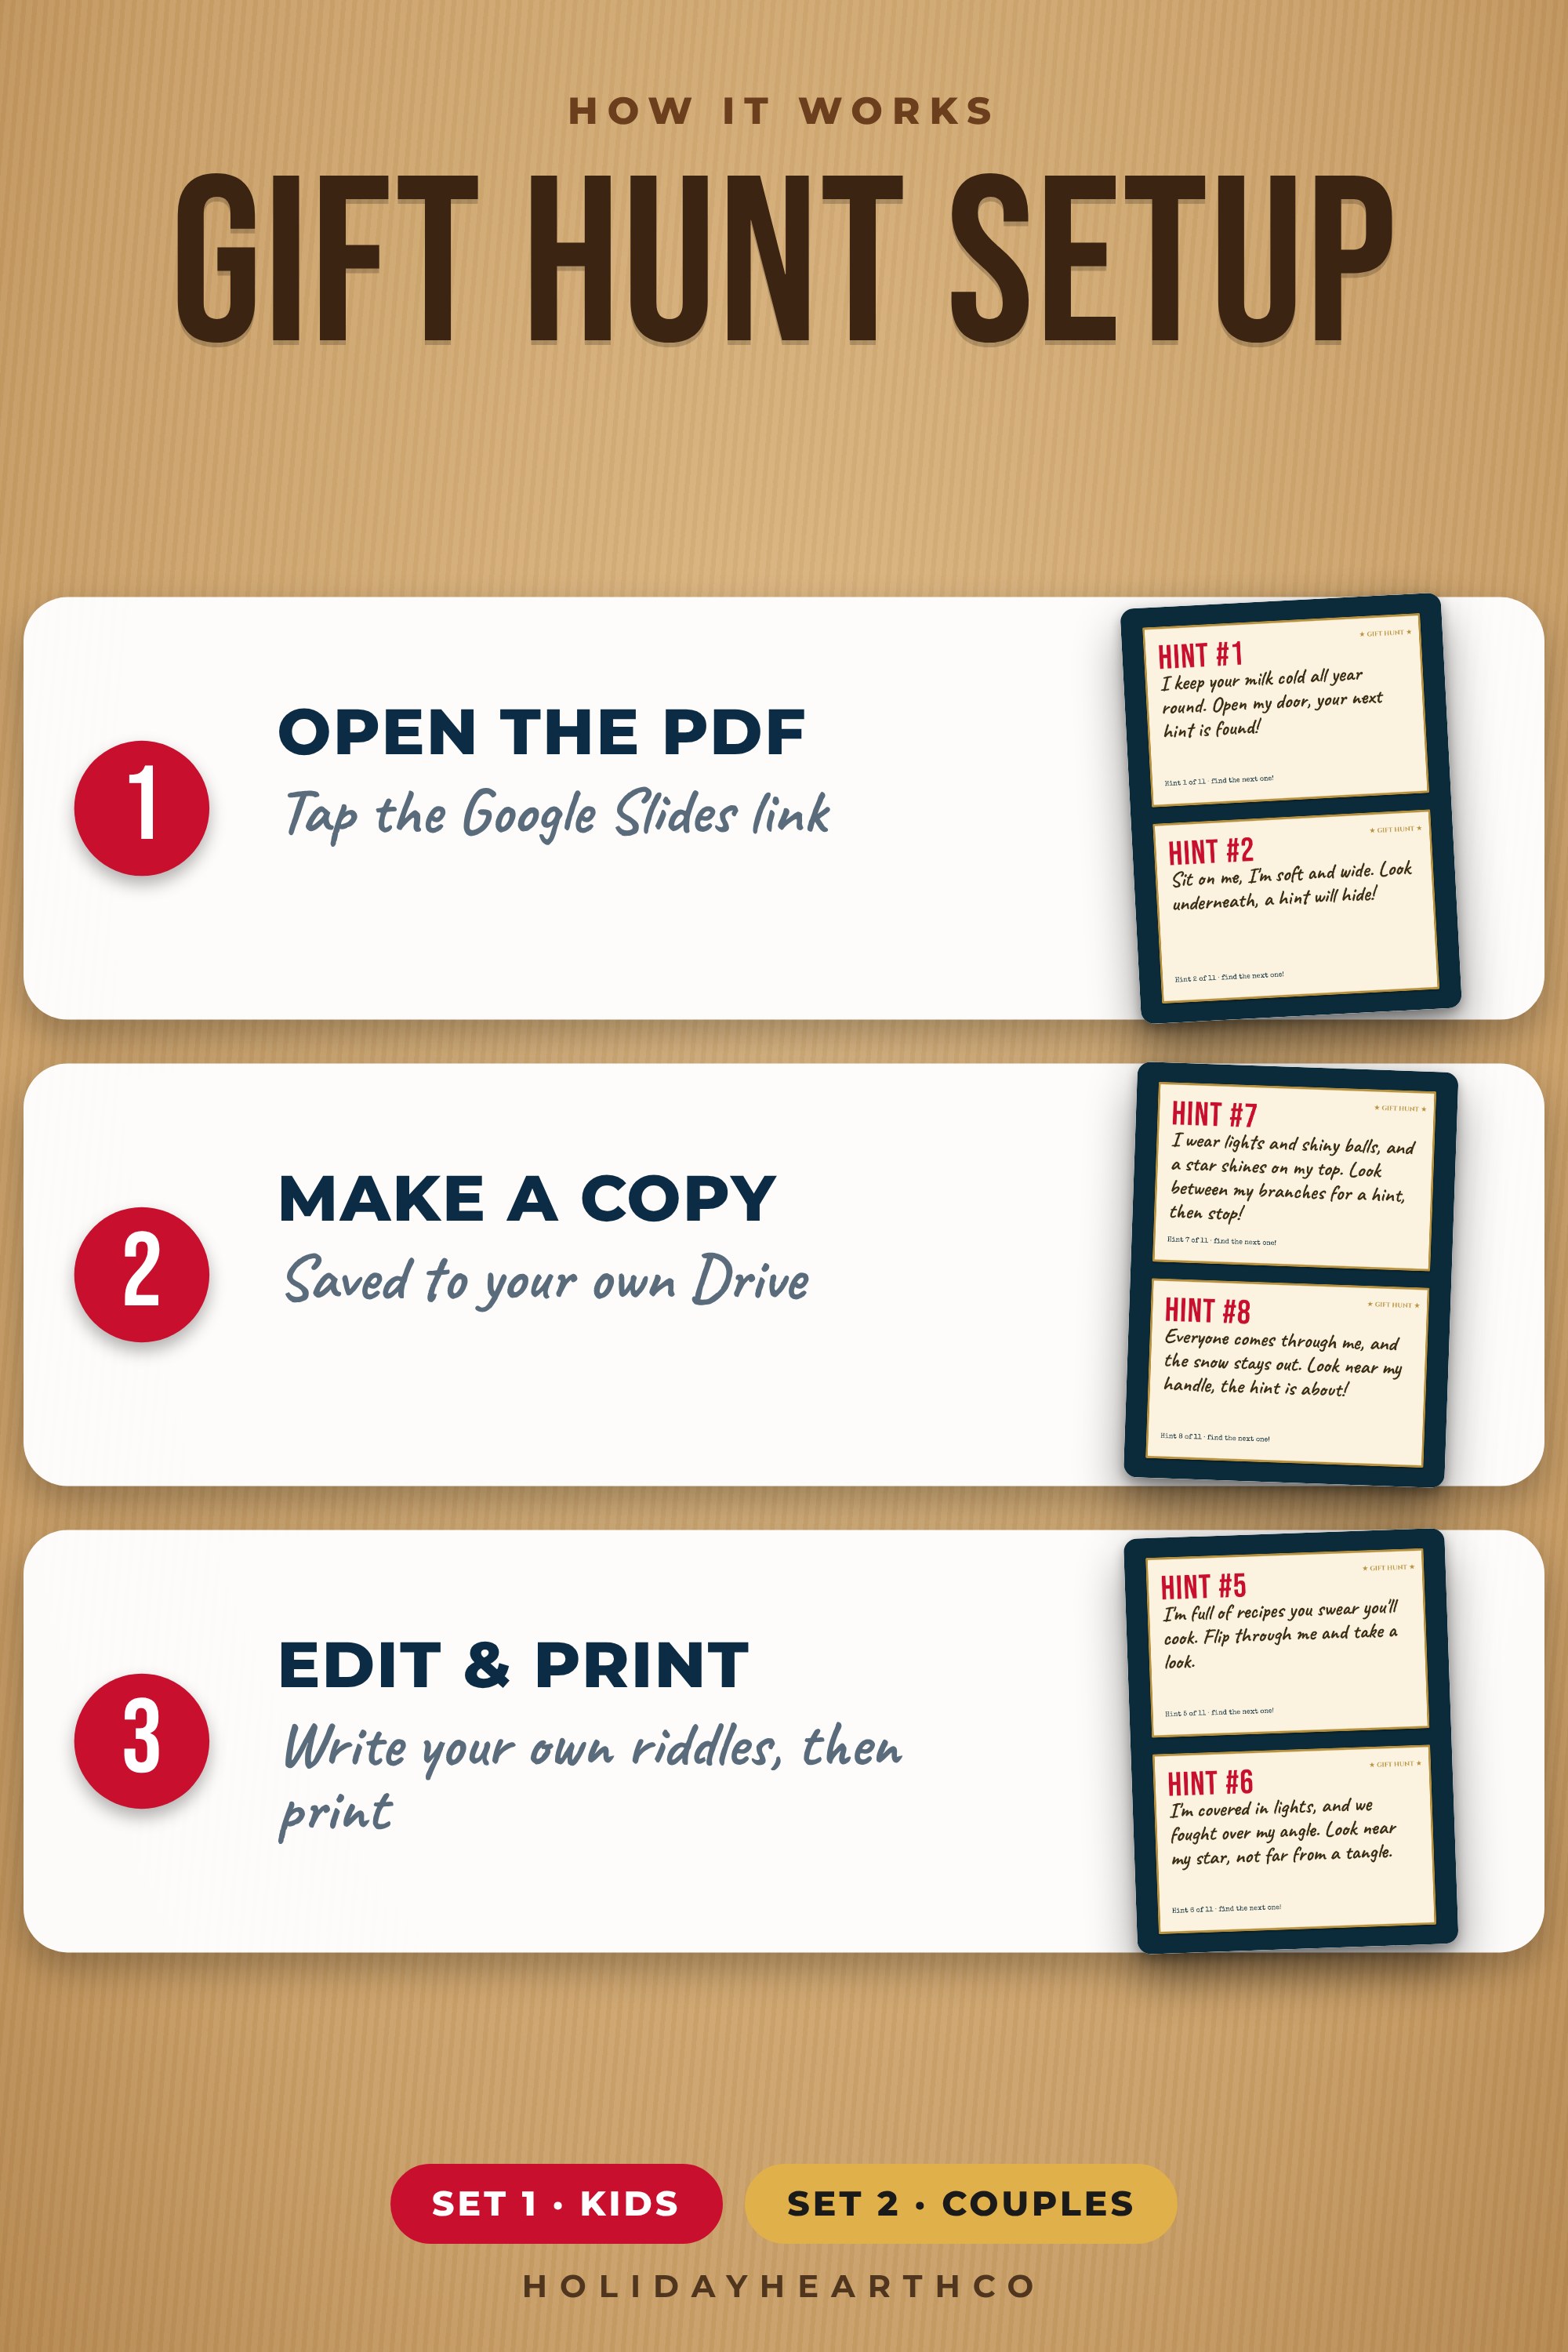 HOW IT WORKS
GIFT HUNT SETUP
1
OPEN THE PDF
Tap the Google Slides link
★ GIFT HUNT ★
HINT #1
I keep your milk cold all year
round. Open my door, your next
hint is found!
Hint 1 of 11 · find the next one!
★ GIFT HUNT ★
HINT #2
Sit on me, I'm soft and wide. Look
underneath, a hint will hide!
Hint 2 of 11 · find the next one!
2
MAKE A COPY
Saved to your own Drive
★ GIFT HUNT ★
HINT #7
I wear lights and shiny balls, and
a star shines on my top. Look
between my branches for a hint,
then stop!
Hint 7 of 11 · find the next one!
★ GIFT HUNT ★
HINT #8
Everyone comes through me, and
the snow stays out. Look near my
handle, the hint is about!
Hint 8 of 11 · find the next one!
3
EDIT & PRINT
Write your own riddles, then
print
★ GIFT HUNT ★
HINT #5
I'm full of recipes you swear you'll
cook. Flip through me and take a
look.
Hint 5 of 11 · find the next one!
★ GIFT HUNT ★
HINT #6
I'm covered in lights, and we
fought over my angle. Look near
my star, not far from a tangle.
Hint 6 of 11 · find the next one!
SET 1 · KIDS
SET 2 · COUPLES
HOLIDAYHEARTHCO